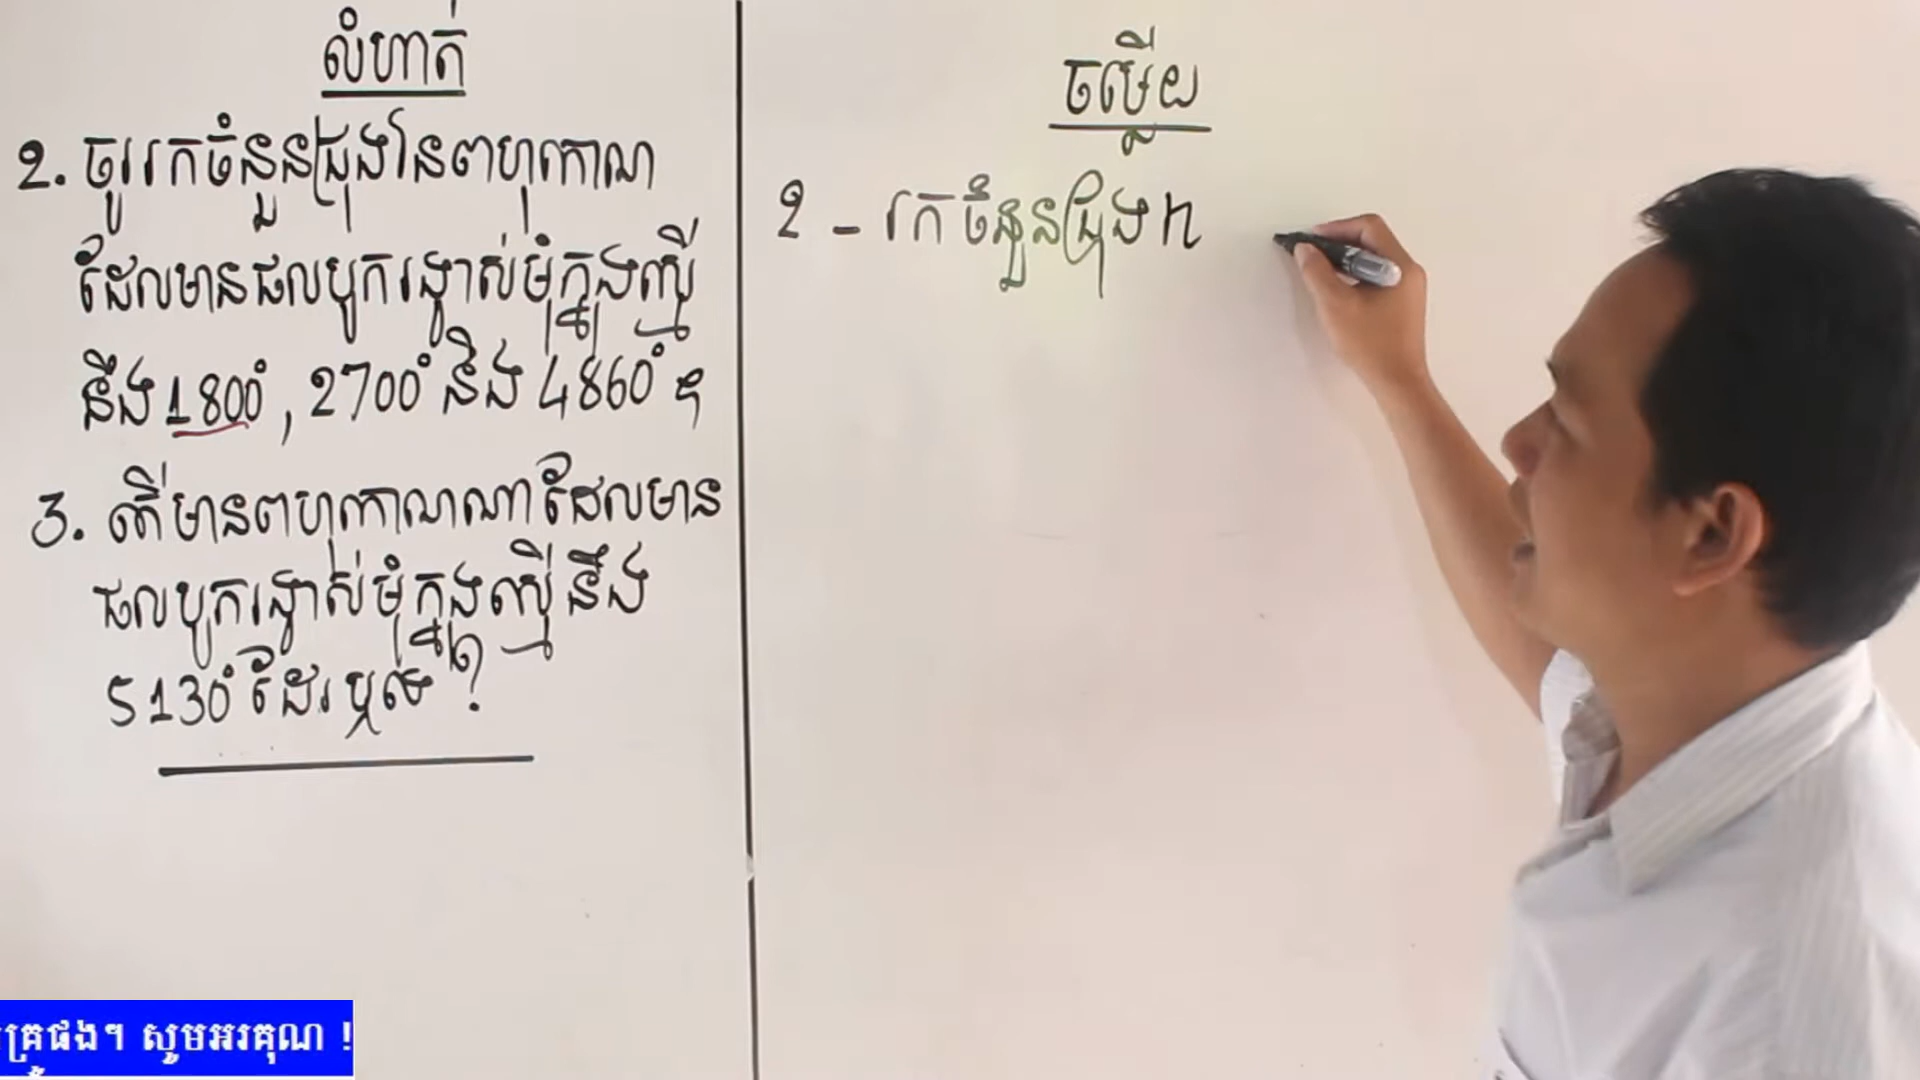 លំហាត់
2. ចូររកចំនួនជ្រុងនៃពហុកោណ
ដែលមានផលបូករង្វាស់មុំក្នុងស្មើ
នឹង 1800°, 2700° និង 4860° ។
3. តើមានពហុកោណណាដែលមាន
ផលបូករង្វាស់មុំក្នុងស្មើនឹង
5130° ដែរឬទេ ?
ចម្លើយ
2 - រកចំនួនជ្រុង n
គ្រូផង។ សូមអរគុណ !